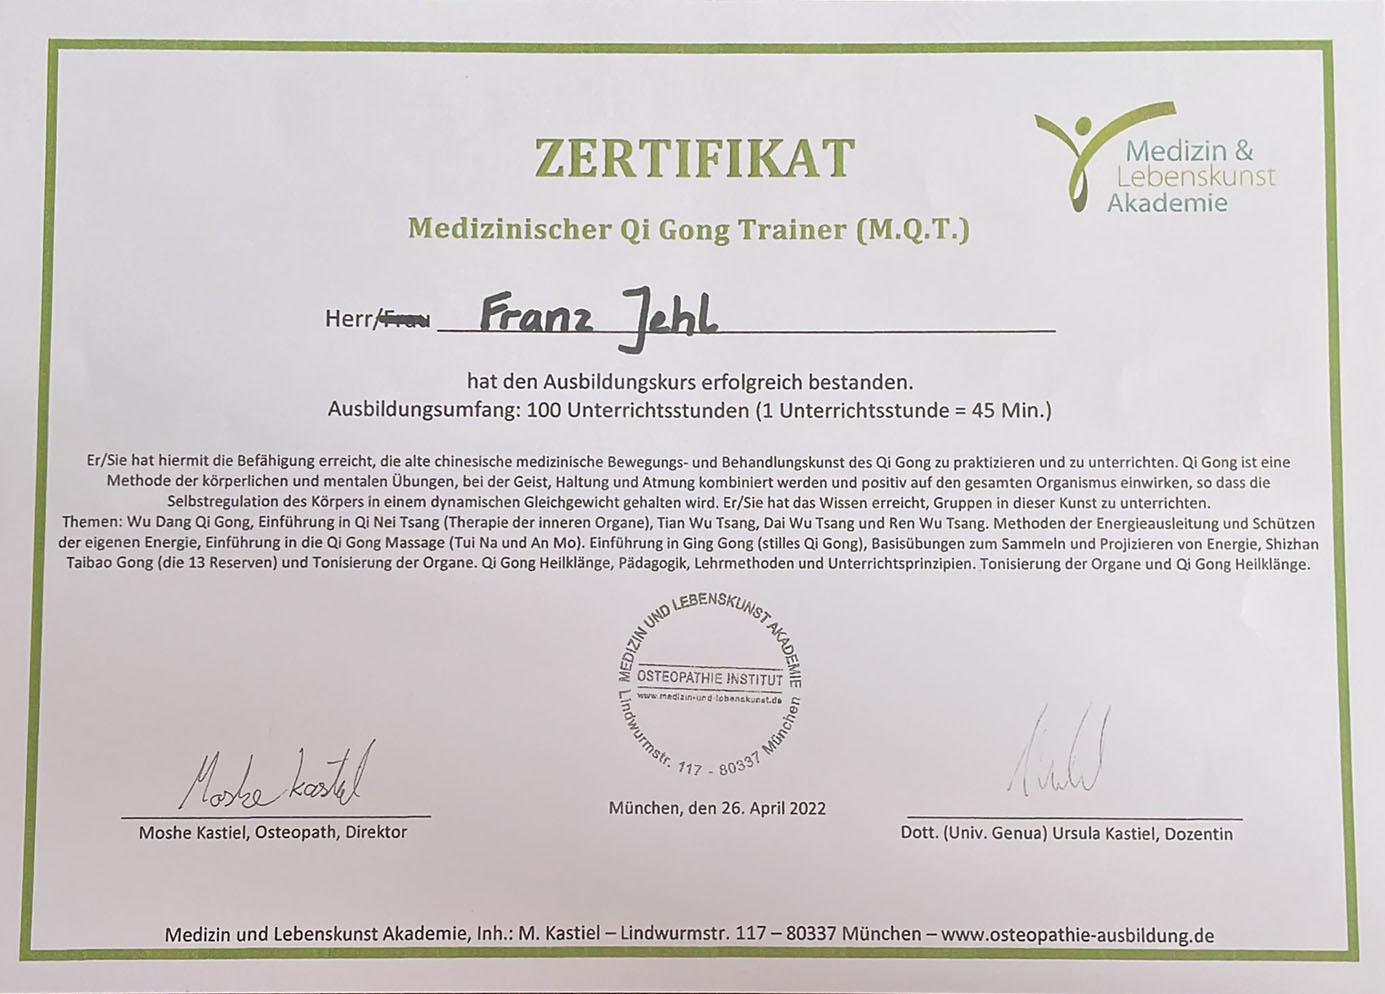 ZERTIFIKAT
Medizin &
Lebenskunst
Akademie
Medizinischer Qi Gong Trainer (M.Q.T.)
Herr/Frau Franz Jehl
hat den Ausbildungskurs erfolgreich bestanden.
Ausbildungsumfang: 100 Unterrichtsstunden (1 Unterrichtsstunde = 45 Min.)
Er/Sie hat hiermit die Befähigung erreicht, die alte chinesische medizinische Bewegungs- und Behandlungskunst des Qi Gong zu praktizieren und zu unterrichten. Qi Gong ist eine
Methode der körperlichen und mentalen Übungen, bei der Geist, Haltung und Atmung kombiniert werden und positiv auf den gesamten Organismus einwirken, so dass die
Selbstregulation des Körpers in einem dynamischen Gleichgewicht gehalten wird. Er/Sie hat das Wissen erreicht, Gruppen in dieser Kunst zu unterrichten.
Themen: Wu Dang Qi Gong, Einführung in Qi Nei Tsang (Therapie der inneren Organe), Tian Wu Tsang, Dai Wu Tsang und Ren Wu Tsang. Methoden der Energieausleitung und Schützen
der eigenen Energie, Einführung in die Qi Gong Massage (Tui Na und An Mo). Einführung in Ging Gong (stilles Qi Gong), Basisübungen zum Sammeln und Projizieren von Energie, Shizhan
Taibao Gong (die 13 Reserven) und Tonisierung der Organe. Qi Gong Heilklänge, Pädagogik, Lehrmethoden und Unterrichtsprinzipien. Tonisierung der Organe und Qi Gong Heilklänge.
MEDIZIN UND LEBENSKUNST AKADEMIE
OSTEOPATHIE INSTITUT
www.medizin-und-lebenskunst.de
Lindwurmstr. 117 - 80337 München
Moshe Kastiel
München, den 26. April 2022
Moshe Kastiel, Osteopath, Direktor
Dott. (Univ. Genua) Ursula Kastiel, Dozentin
Medizin und Lebenskunst Akademie, Inh.: M. Kastiel – Lindwurmstr. 117 – 80337 München – www.osteopathie-ausbildung.de